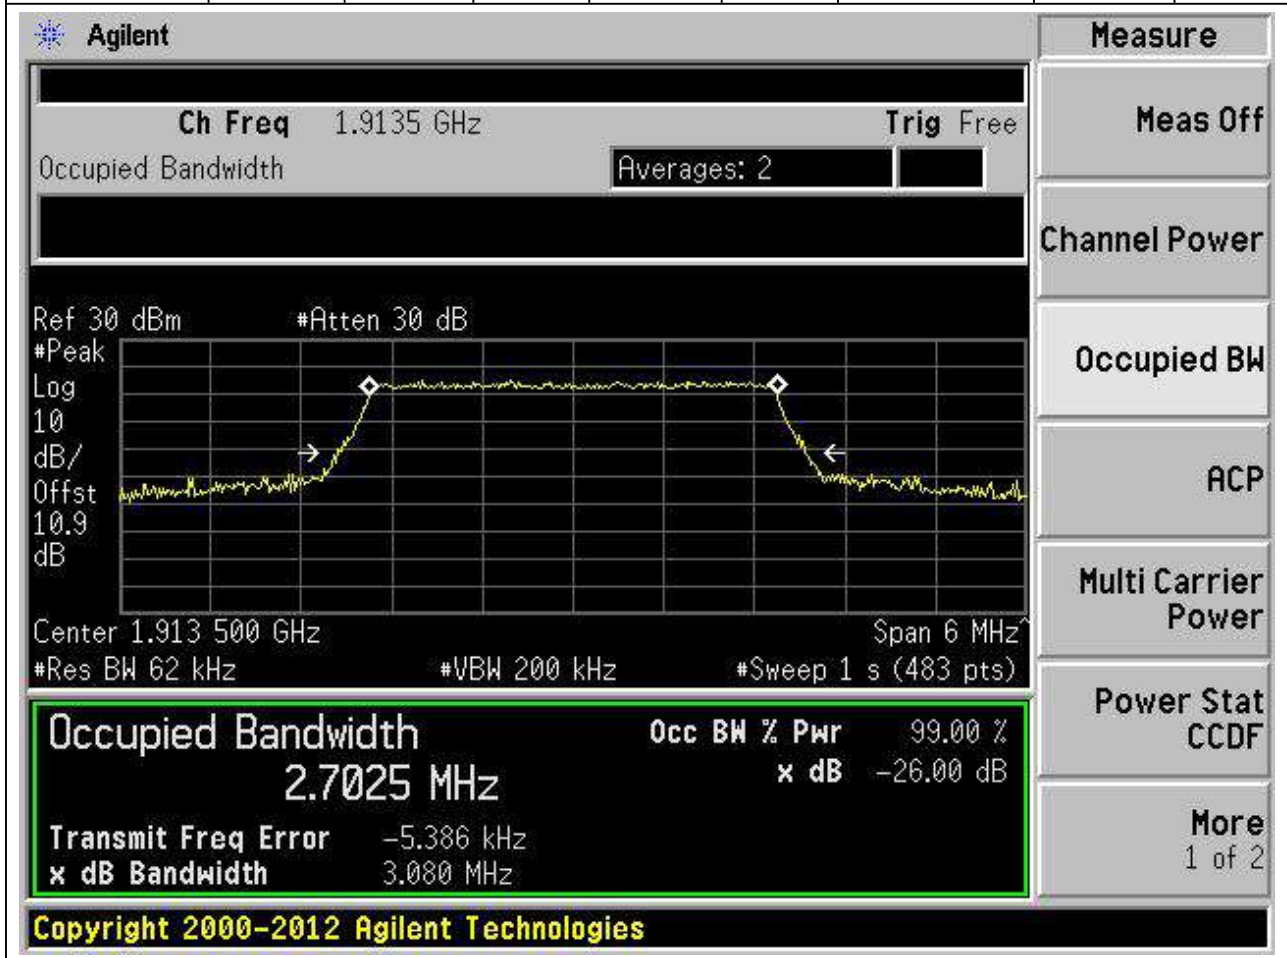 Agilent
Measure
Ch Freq 1.9135 GHz Trig Free
Occupied Bandwidth Averages: 2
Meas Off
Channel Power
Occupied BW
ACP
Multi Carrier
Power
Power Stat
CCDF
More
1 of 2
Ref 30 dBm #Atten 30 dB
#Peak
Log
10
dB/
Offst
10.9
dB
Center 1.913 500 GHz Span 6 MHz^
#Res BW 62 kHz #VBW 200 kHz #Sweep 1 s (483 pts)
Occupied Bandwidth Occ BW % Pwr 99.00 %
2.7025 MHz x dB -26.00 dB
Transmit Freq Error -5.386 kHz
x dB Bandwidth 3.080 MHz
Copyright 2000-2012 Agilent Technologies